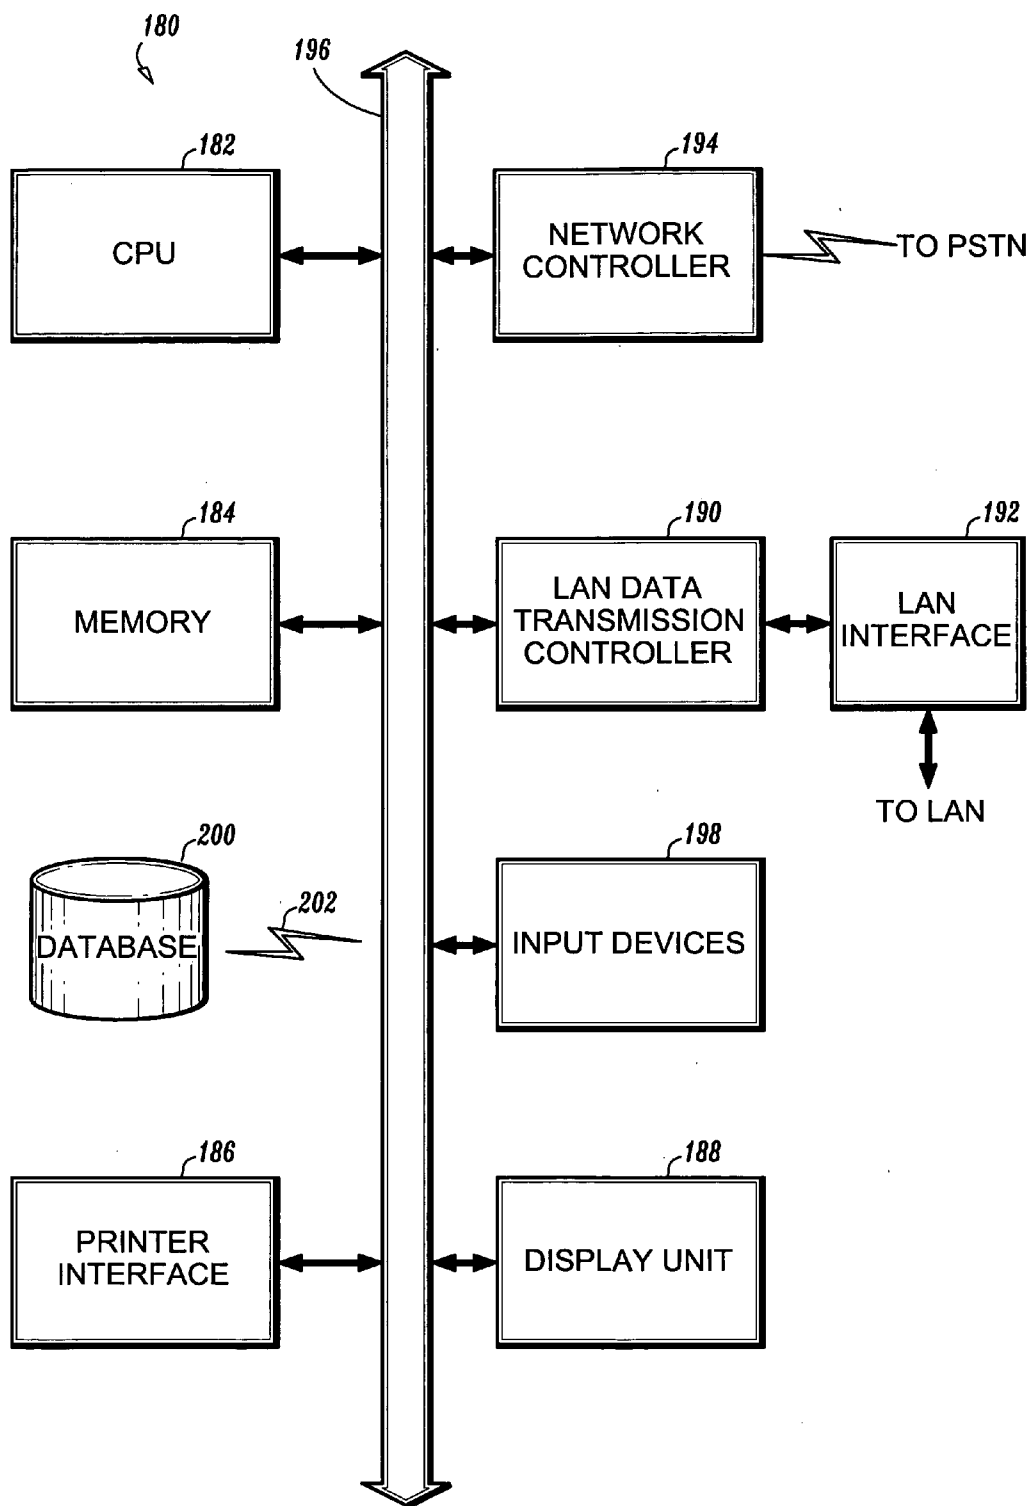 180
196
182
CPU
194
NETWORK
CONTROLLER
TO PSTN
184
MEMORY
190
LAN DATA
TRANSMISSION
CONTROLLER
192
LAN
INTERFACE
TO LAN
200
DATABASE
202
198
INPUT DEVICES
186
PRINTER
INTERFACE
188
DISPLAY UNIT